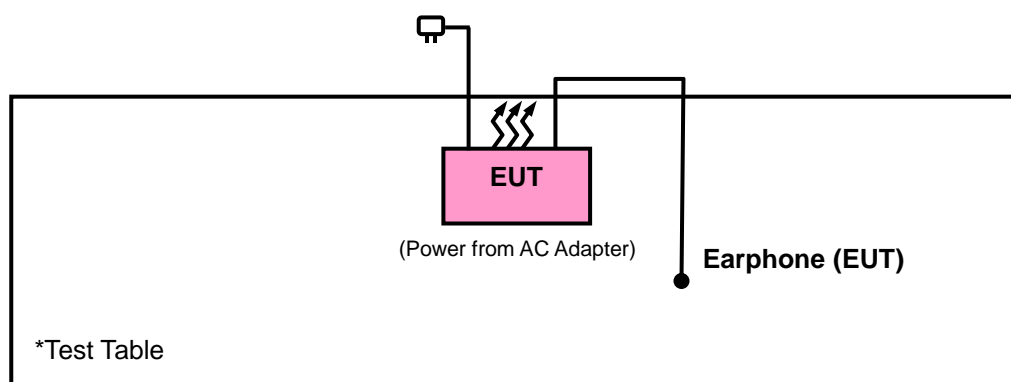 EUT
(Power from AC Adapter)
Earphone (EUT)
*Test Table